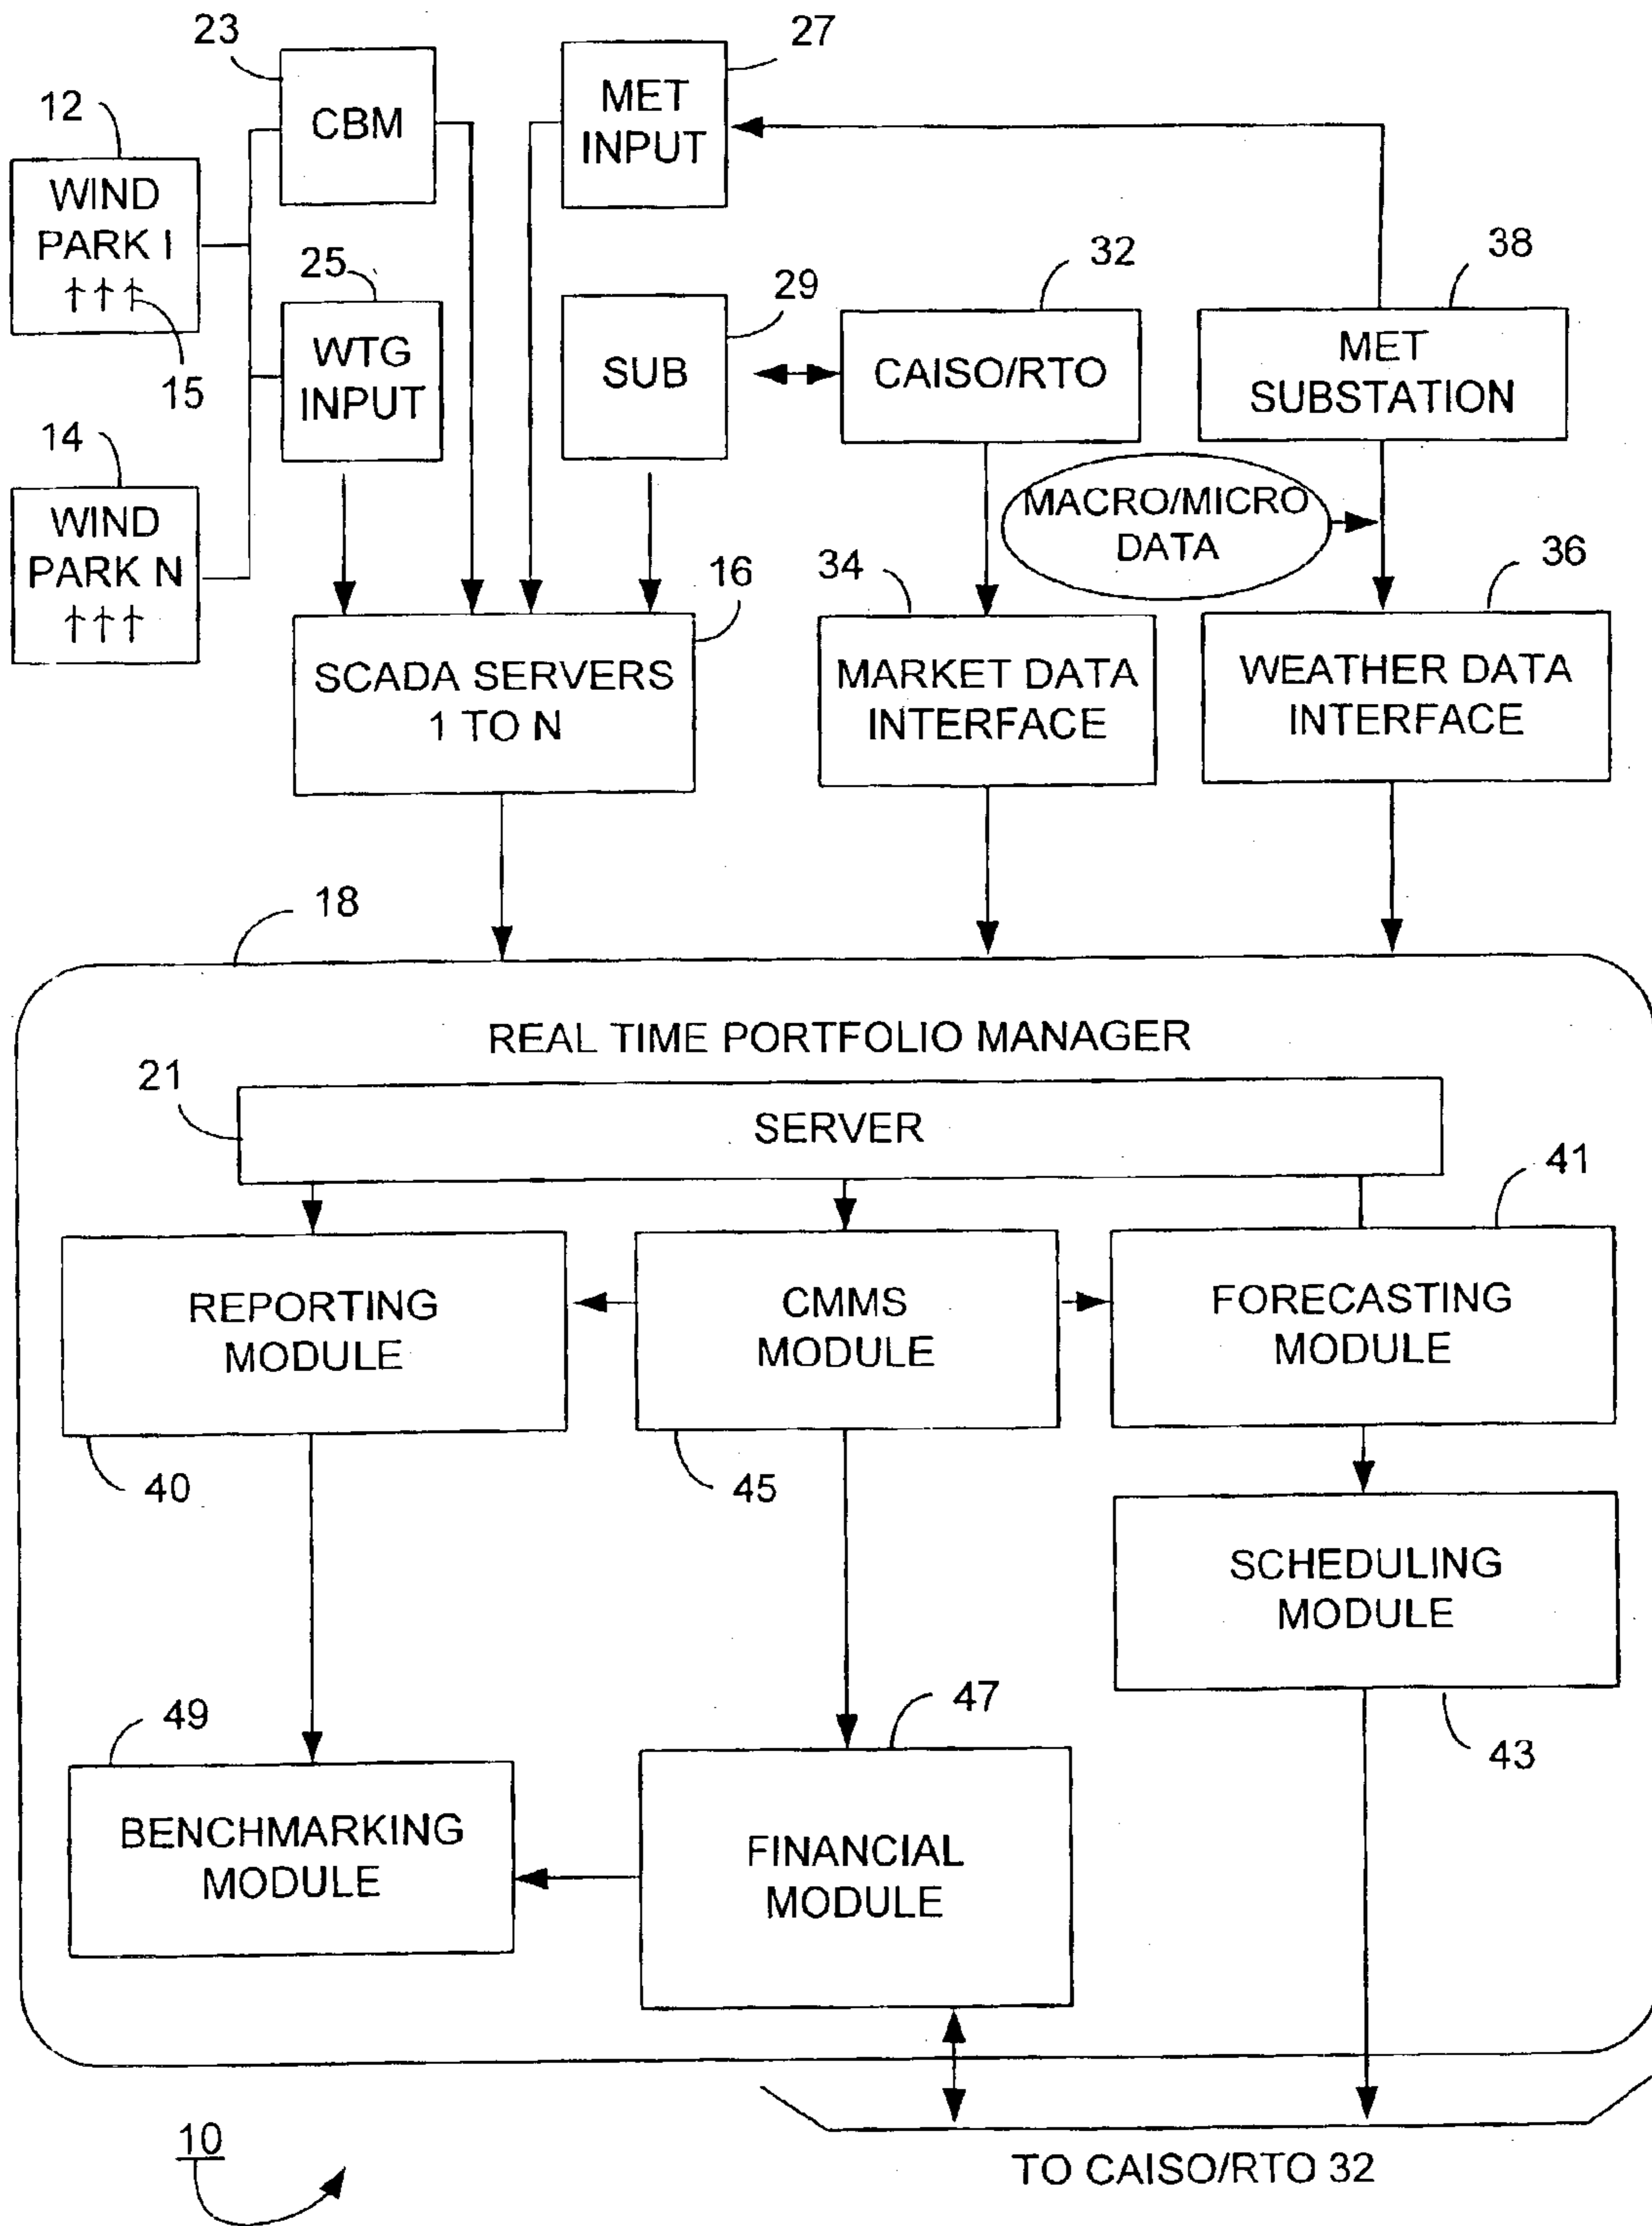 23
27
12
CBM
MET
INPUT
WIND
PARK I
15
25
WTG
INPUT
29
SUB
32
CAISO/RTO
38
MET
SUBSTATION
14
WIND
PARK N
MACRO/MICRO
DATA
16
SCADA SERVERS
1 TO N
34
MARKET DATA
INTERFACE
36
WEATHER DATA
INTERFACE
18
REAL TIME PORTFOLIO MANAGER
21
SERVER
41
REPORTING
MODULE
CMMS
MODULE
FORECASTING
MODULE
40
45
SCHEDULING
MODULE
49
47
43
BENCHMARKING
MODULE
FINANCIAL
MODULE
10
TO CAISO/RTO 32